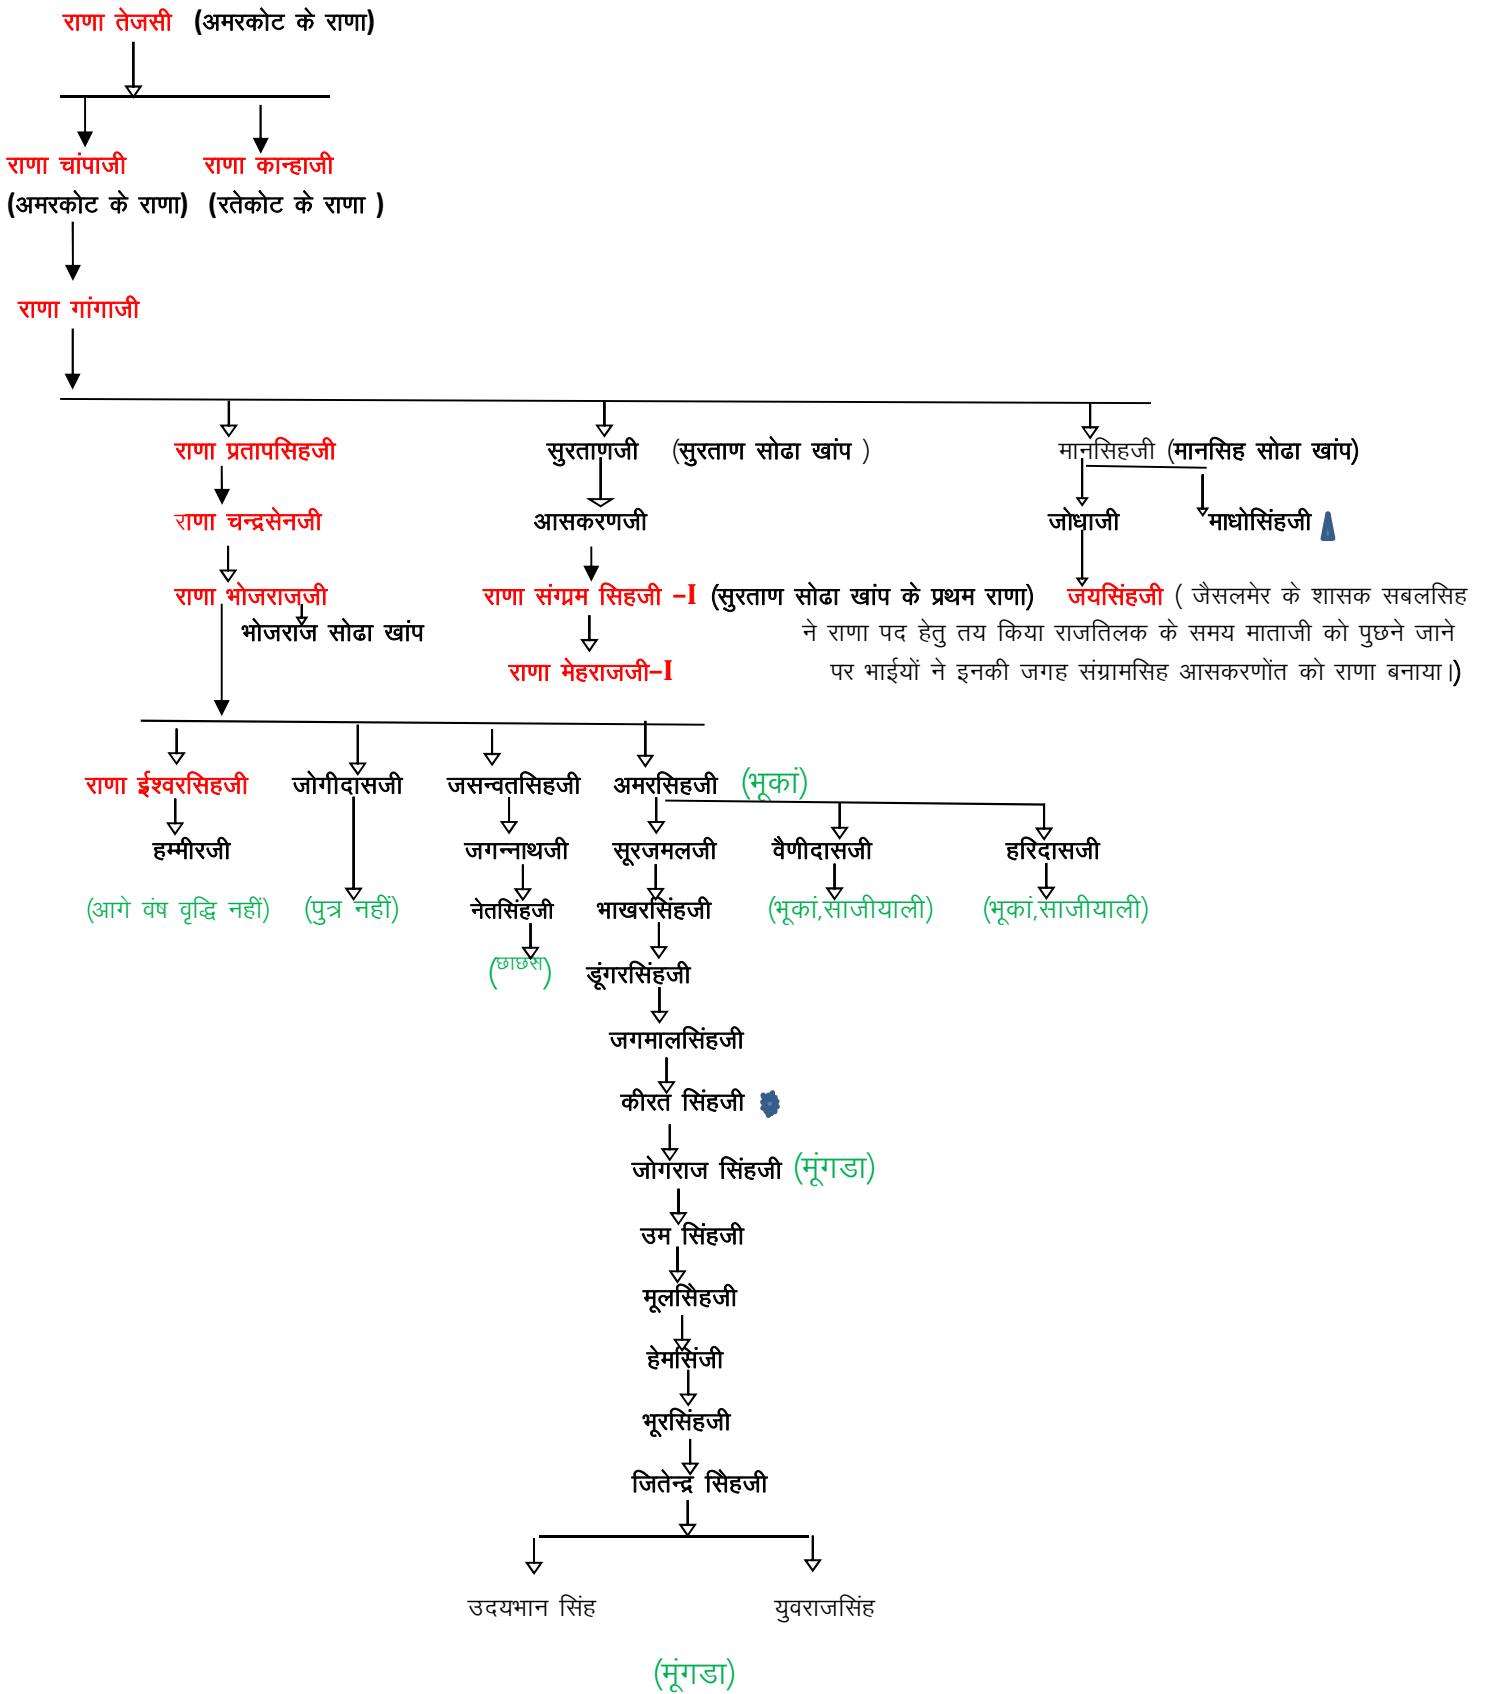 राणा तेजसी (अमरकोट के राणा)
राणा चांपाजी राणा कान्हाजी
(अमरकोट के राणा) (रतेकोट के राणा )
राणा गांगाजी
राणा प्रतापसिहजी सुरताणजी (सुरताण सोढा खांप ) मानसिहजी (मानसिह सोढा खांप)
राणा चन्द्रसेनजी आसकरणजी जोधाजी माधोसिंहजी
राणा भोजराजजी राणा संग्रम सिहजी –I (सुरताण सोढा खांप के प्रथम राणा) जयसिंहजी ( जैसलमेर के शासक सबलसिह
भोजराज सोढा खांप ने राणा पद हेतु तय किया राजतिलक के समय माताजी को पुछने जाने
राणा मेहराजजी–I पर भाईयों ने इनकी जगह संग्रामसिह आसकरणोंत को राणा बनाया।)
राणा ईश्वरसिहजी जोगीदासजी जसन्वतसिहजी अमरसिहजी (भूकां)
हम्मीरजी जगन्नाथजी सूरजमलजी वैणीदासजी हरिदासजी
(आगे वंष वृद्धि नहीं) (पुत्र नहीं) नेतसिंहजी भाखरसिंहजी (भूकां,साजीयाली) (भूकां,साजीयाली)
(छाछरा) डूंगरसिंहजी
जगमालसिंहजी
कीरत सिंहजी
जोगराज सिंहजी (मूंगडा)
उम सिंहजी
मूलसिहजी
हेमसिंजी
भूरसिंहजी
जितेन्द्र सिहजी
उदयभान सिंह युवराजसिंह
(मूंगडा)